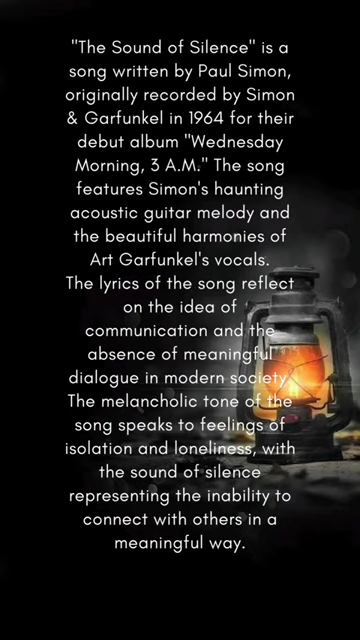 "The Sound of Silence" is a
song written by Paul Simon,
originally recorded by Simon
& Garfunkel in 1964 for their
debut album "Wednesday
Morning, 3 A.M." The song
features Simon's haunting
acoustic guitar melody and
the beautiful harmonies of
Art Garfunkel's vocals.
The lyrics of the song reflect
on the idea of
communication and the
absence of meaningful
dialogue in modern society.
The melancholic tone of the
song speaks to feelings of
isolation and loneliness, with
the sound of silence
representing the inability to
connect with others in a
meaningful way.